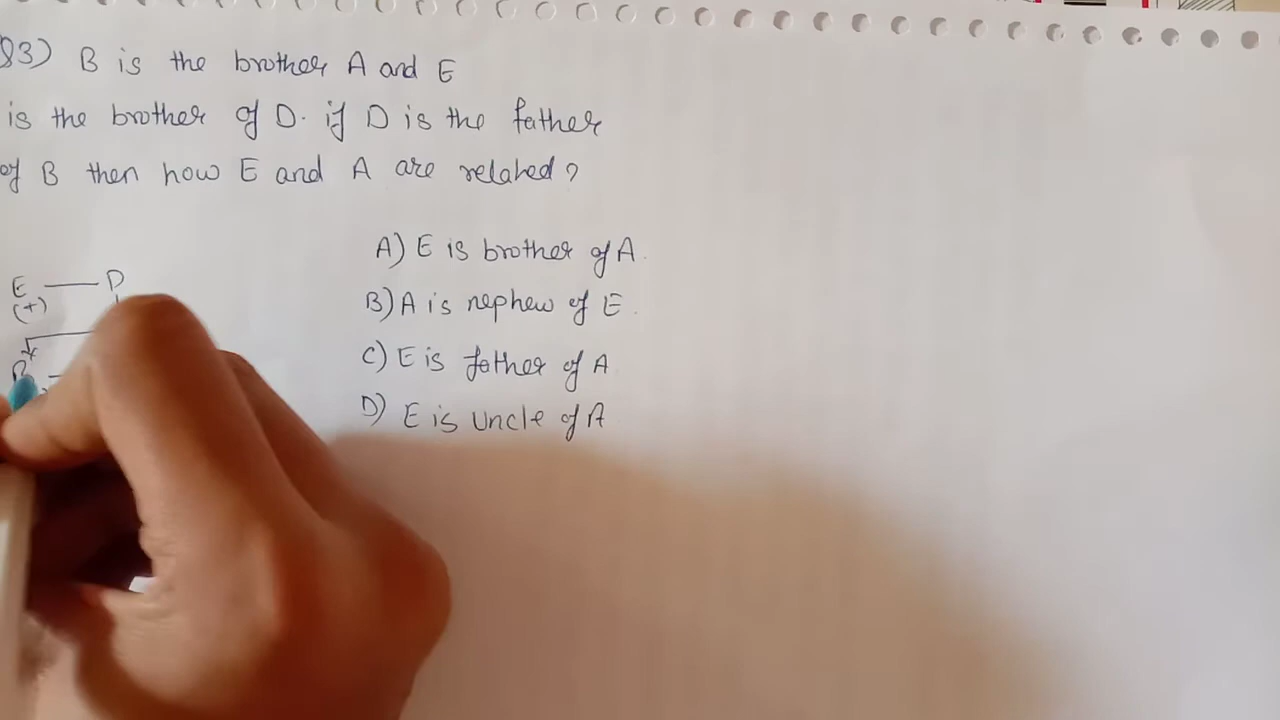 Q3) B is the brother A and E
is the brother of D. if D is the father
of B then how E and A are related?
A) E is brother of A.
B) A is nephew of E.
C) E is father of A
D) E is uncle of A
E — D
(+)
B